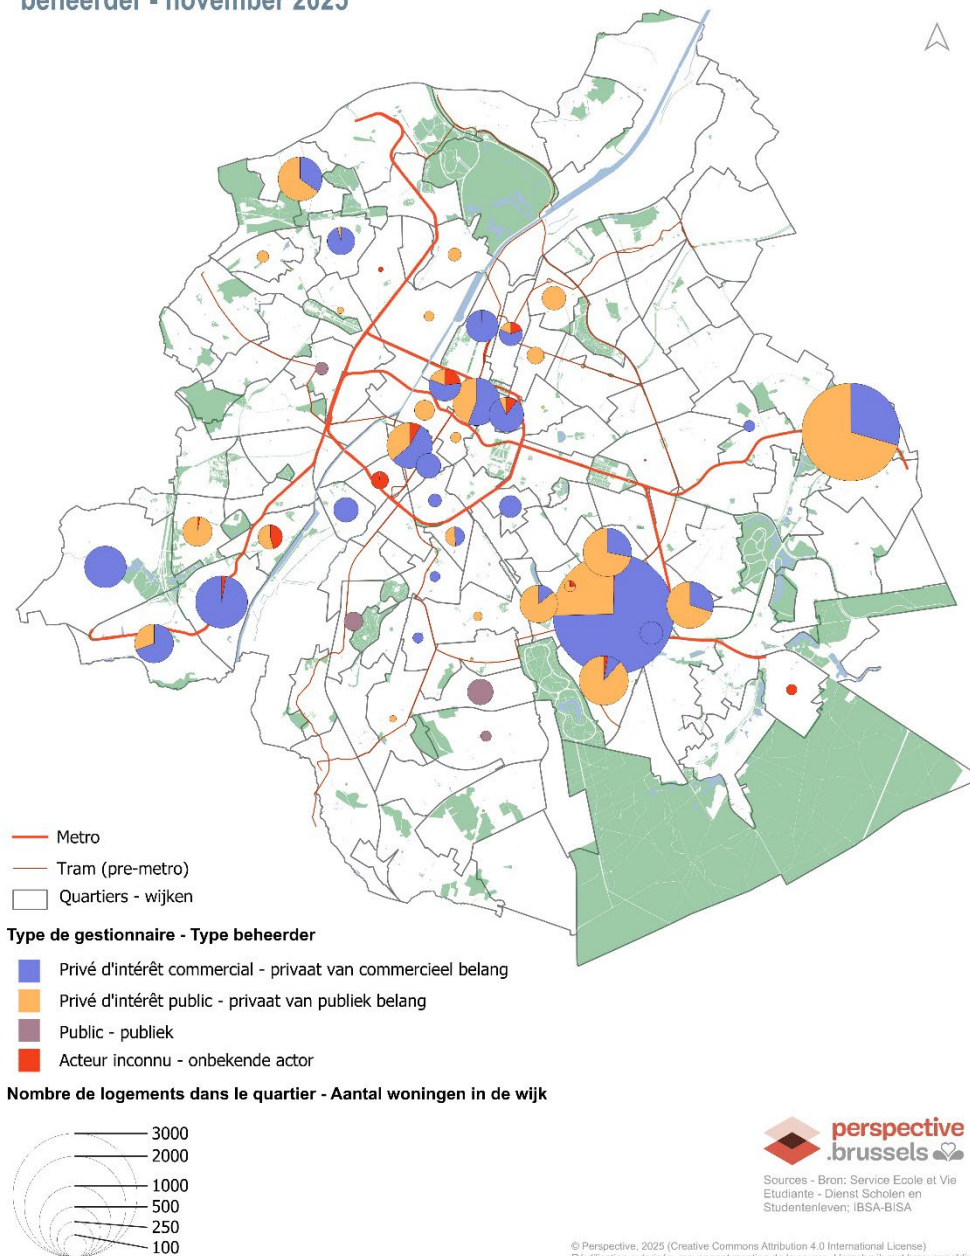 beheerder - november 2025
Metro
Tram (pre-metro)
Quartiers - wijken
Type de gestionnaire - Type beheerder
Privé d'intérêt commercial - privaat van commercieel belang
Privé d'intérêt public - privaat van publiek belang
Public - publiek
Acteur inconnu - onbekende actor
Nombre de logements dans le quartier - Aantal woningen in de wijk
3000
2000
1000
500
250
100
perspective
.brussels
Sources - Bron: Service Ecole et Vie
Etudiante - Dienst Scholen en
Studentenleven; IBSA-BISA
© Perspective, 2025 (Creative Commons Attribution 4.0 International License)